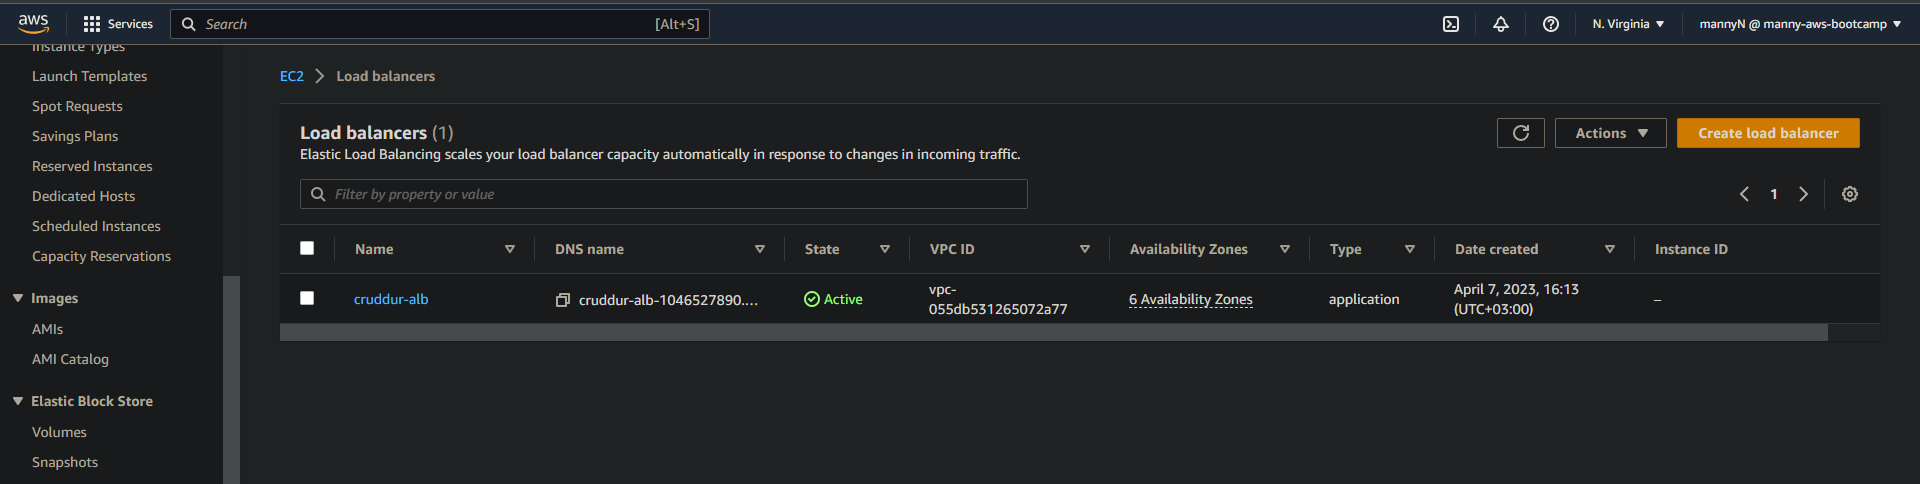 aws
Services
Search
[Alt+S]
N. Virginia
mannyN @ manny-aws-bootcamp
Instance Types
Launch Templates
Spot Requests
Savings Plans
Reserved Instances
Dedicated Hosts
Scheduled Instances
Capacity Reservations
Images
AMIs
AMI Catalog
Elastic Block Store
Volumes
Snapshots
EC2 > Load balancers
Load balancers (1)
Elastic Load Balancing scales your load balancer capacity automatically in response to changes in incoming traffic.
Actions
Create load balancer
Filter by property or value
1
Name
DNS name
State
VPC ID
Availability Zones
Type
Date created
Instance ID
cruddur-alb
cruddur-alb-1046527890....
Active
vpc-
055db531265072a77
6 Availability Zones
application
April 7, 2023, 16:13
(UTC+03:00)
–